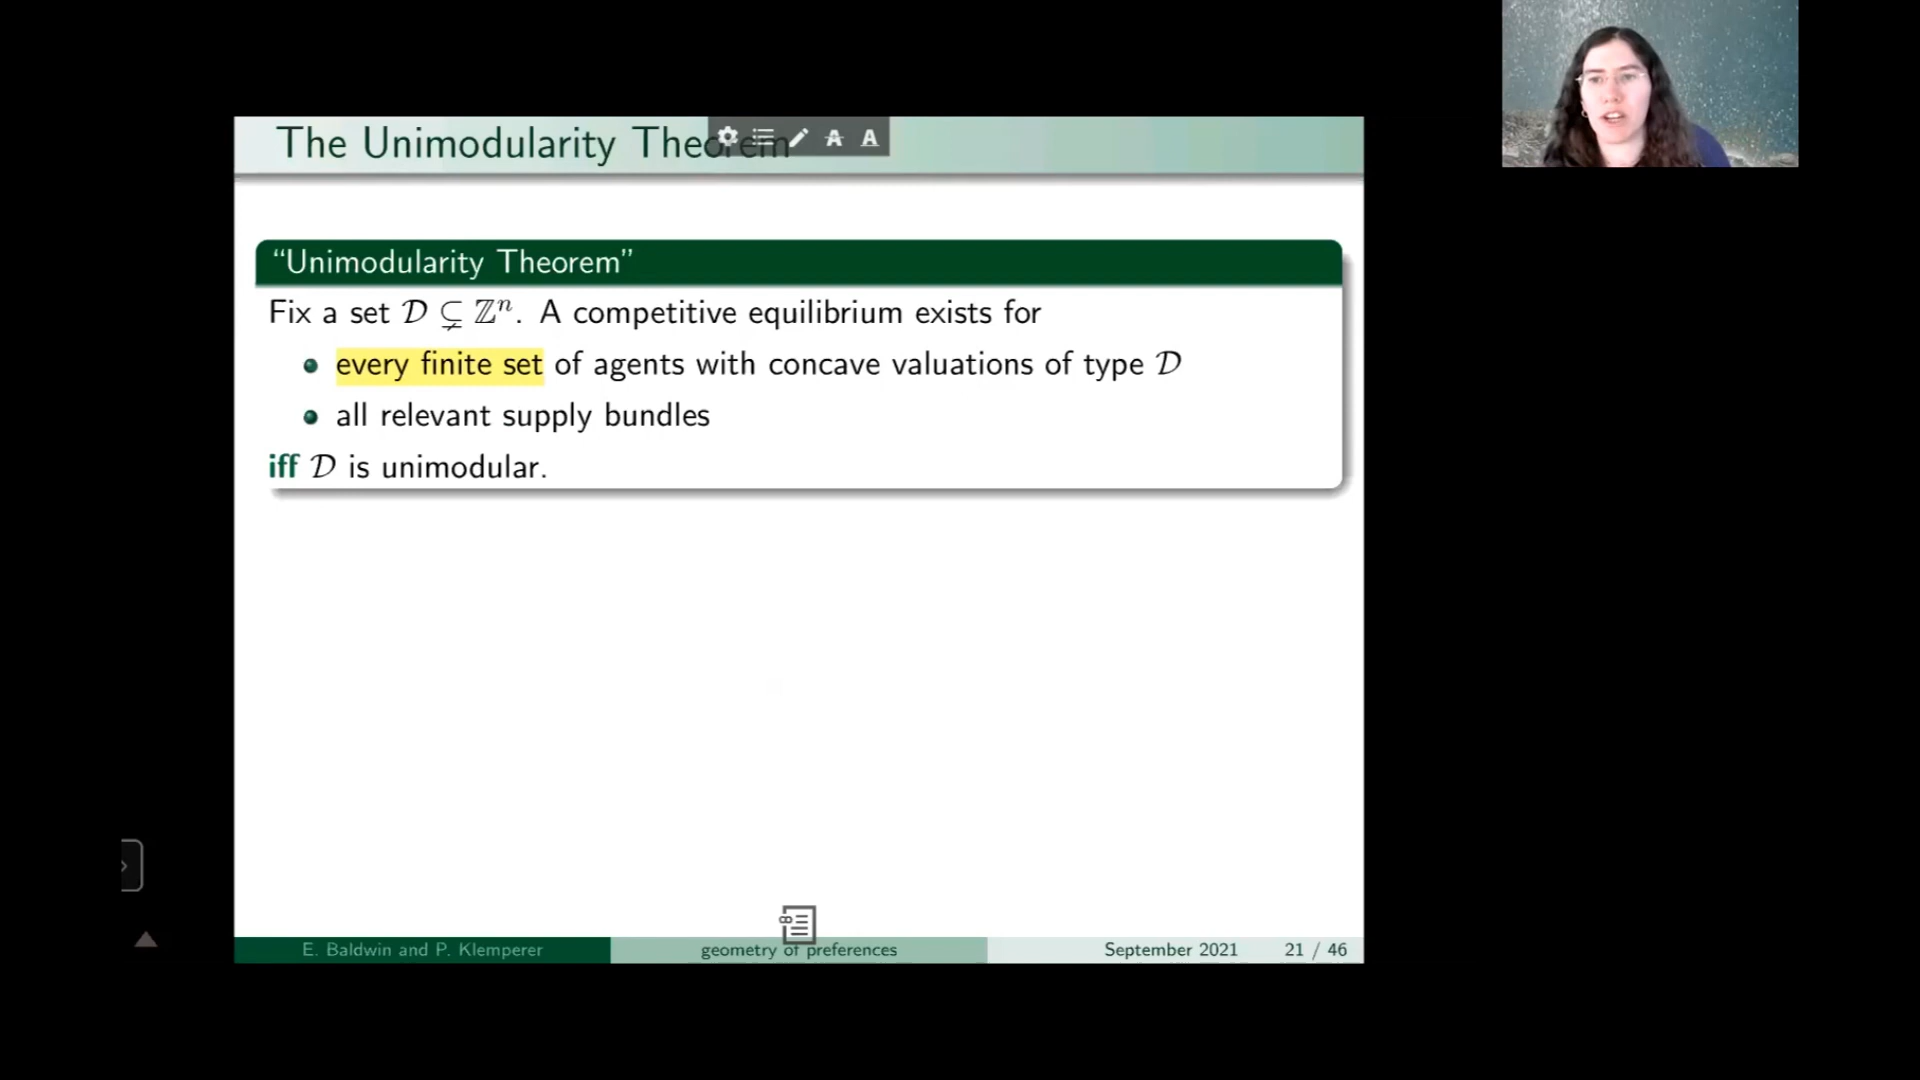 The Unimodularity Theorem
“Unimodularity Theorem”
Fix a set 𝒟 ⊊ ℤⁿ. A competitive equilibrium exists for
• every finite set of agents with concave valuations of type 𝒟
• all relevant supply bundles
iff 𝒟 is unimodular.
E. Baldwin and P. Klemperer geometry of preferences September 2021 21 / 46